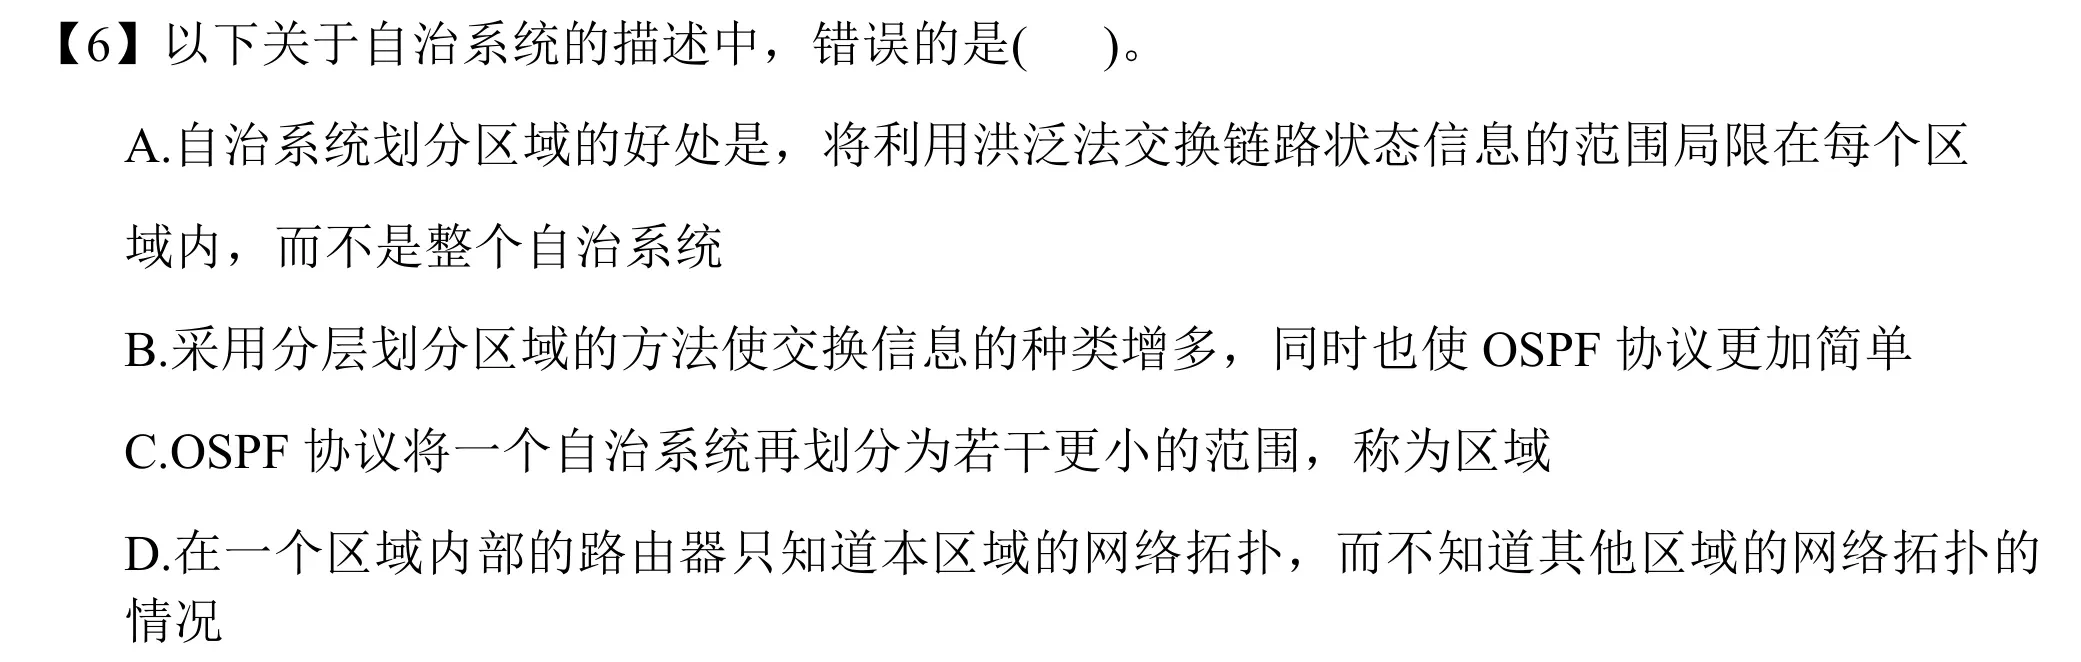 【6】以下关于自治系统的描述中，错误的是(    )。
A.自治系统划分区域的好处是，将利用洪泛法交换链路状态信息的范围局限在每个区
域内，而不是整个自治系统
B.采用分层划分区域的方法使交换信息的种类增多，同时也使 OSPF 协议更加简单
C.OSPF 协议将一个自治系统再划分为若干更小的范围，称为区域
D.在一个区域内部的路由器只知道本区域的网络拓扑，而不知道其他区域的网络拓扑的
情况